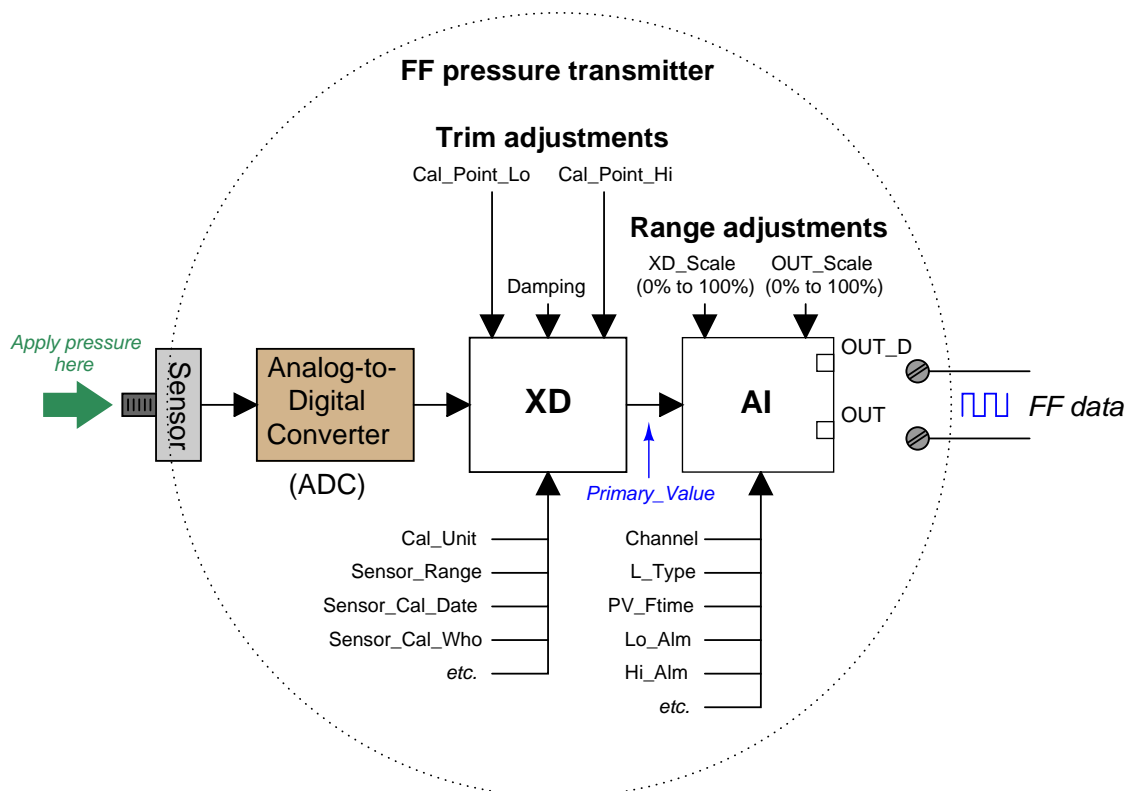 FF pressure transmitter
Trim adjustments
Cal_Point_Lo
Cal_Point_Hi
Range adjustments
XD_Scale
(0% to 100%)
OUT_Scale
(0% to 100%)
Damping
Apply pressure
here
Sensor
Analog-to-
Digital
Converter
(ADC)
XD
AI
OUT_D
OUT
FF data
Primary_Value
Cal_Unit
Sensor_Range
Sensor_Cal_Date
Sensor_Cal_Who
etc.
Channel
L_Type
PV_Ftime
Lo_Alm
Hi_Alm
etc.